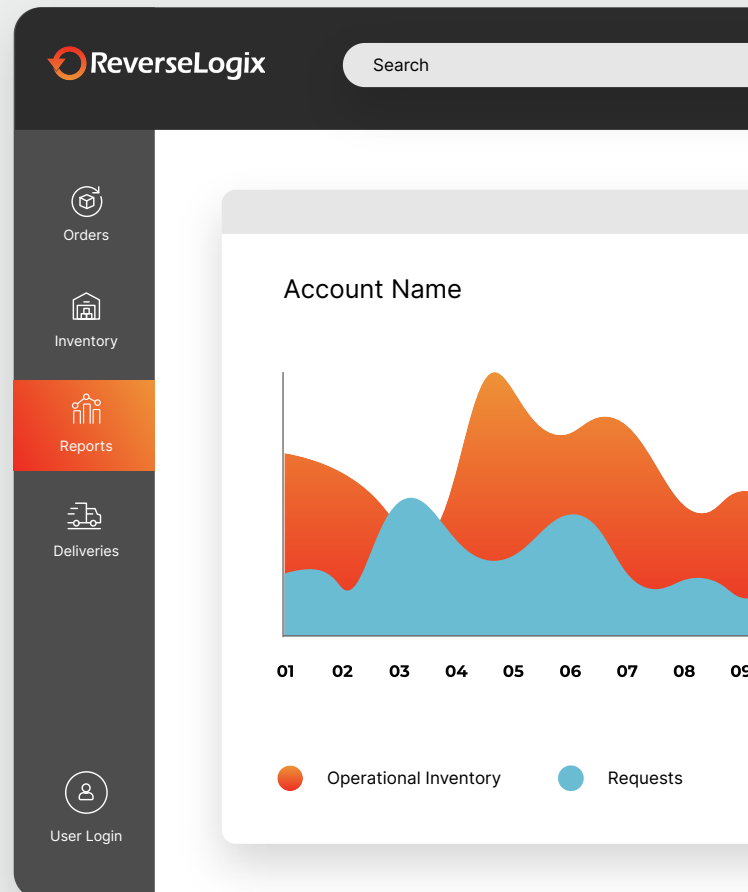 ReverseLogix
Search
Orders
Inventory
Reports
Deliveries
User Login
Account Name
01 02 03 04 05 06 07 08 09
Operational Inventory
Requests